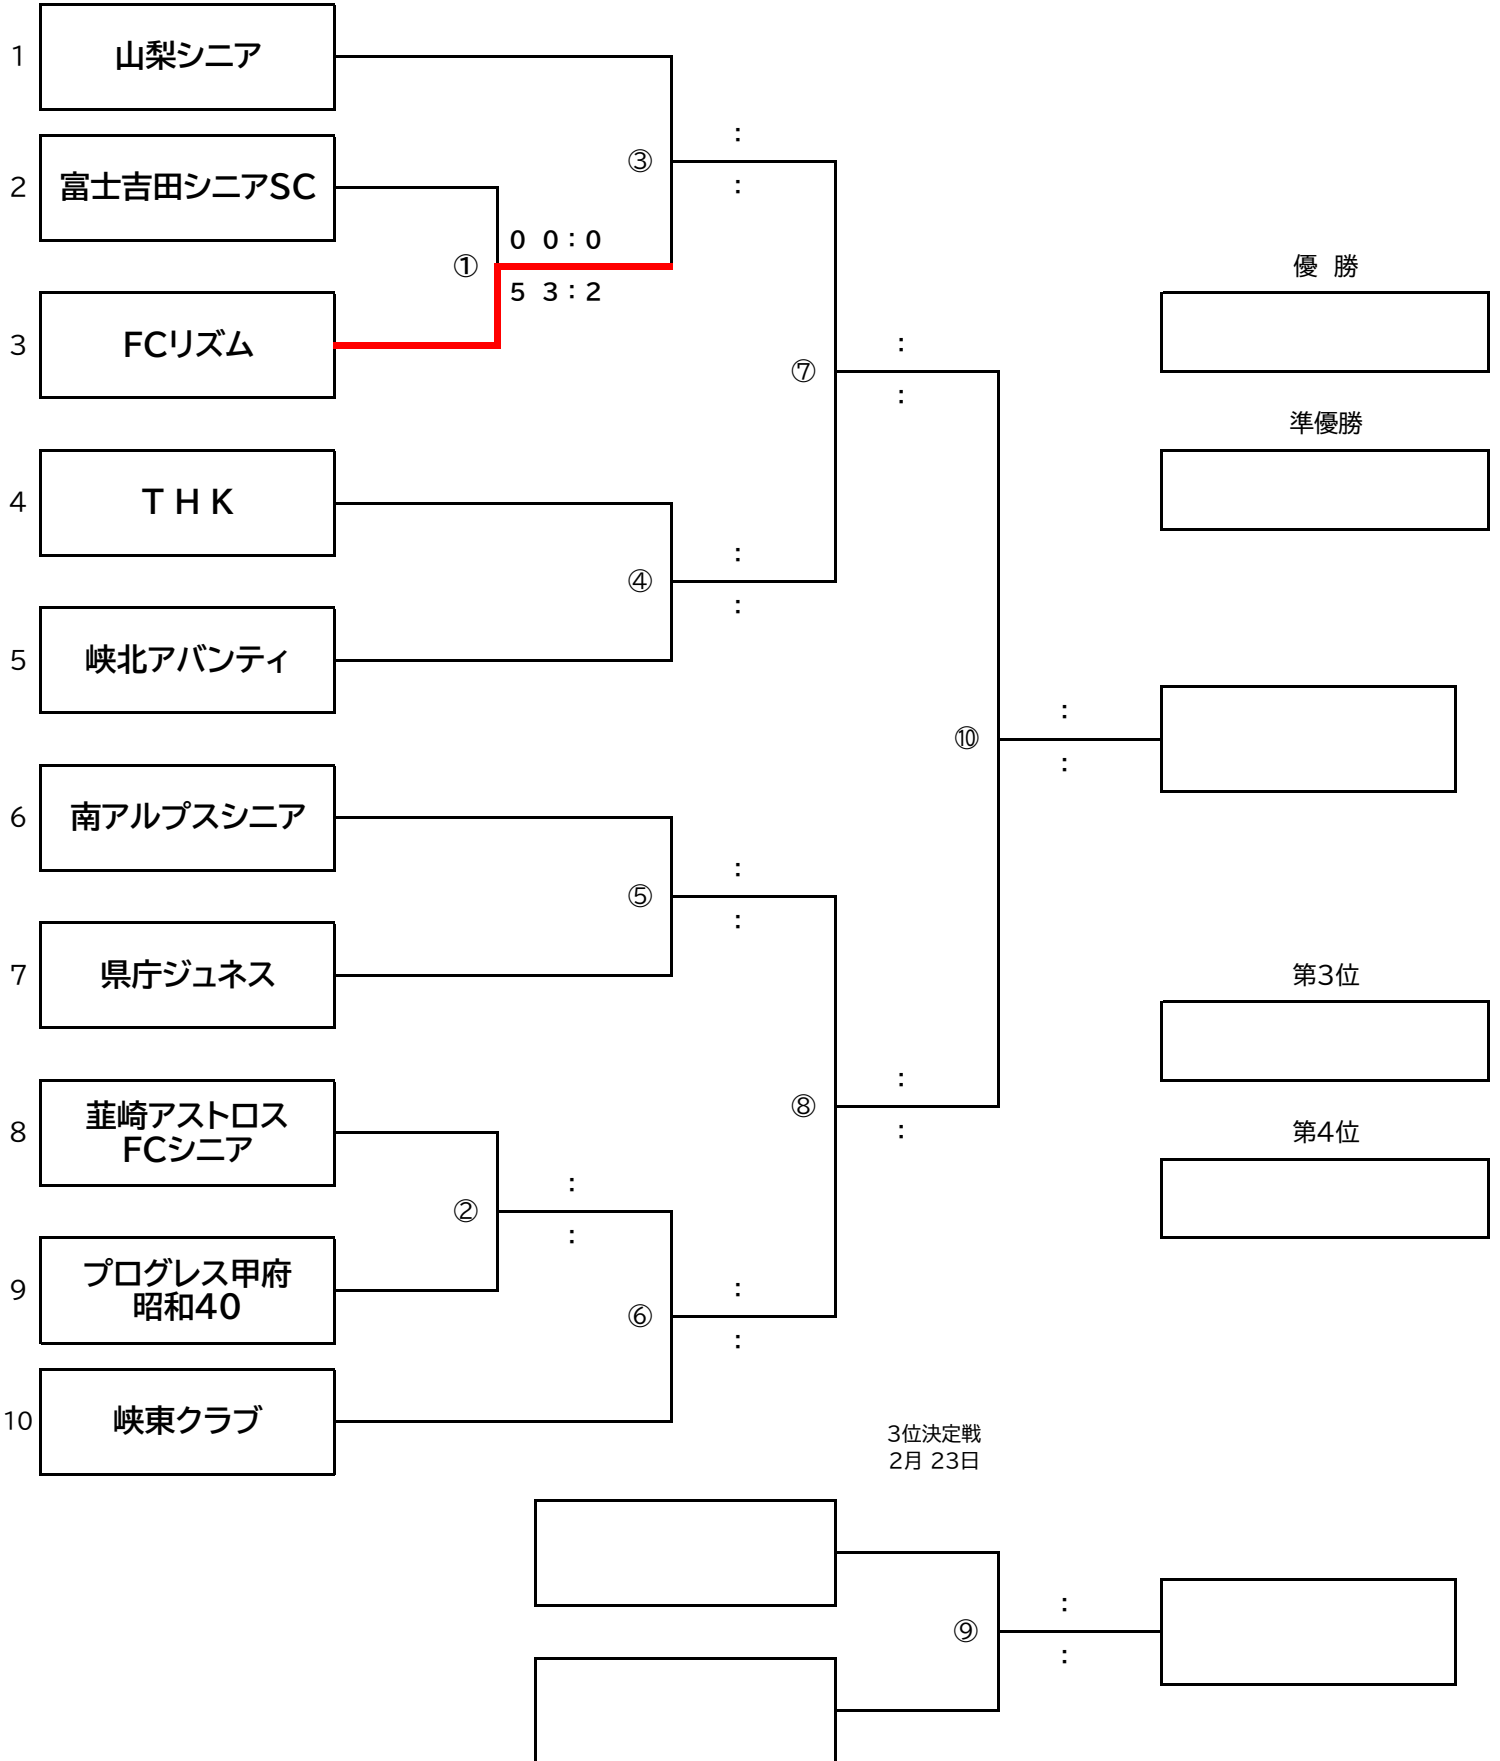 1
山梨シニア
:
③
:
2
富士吉田シニアSC
0 0:0
①
5 3:2
優 勝
3
FCリズム
:
⑦
:
準優勝
4
T H K
:
④
:
5
峡北アバンティ
:
⑩
:
6
南アルプスシニア
:
⑤
:
7
県庁ジュネス
第3位
8
韮崎アストロス
FCシニア
:
⑧
:
第4位
:
②
:
9
プログレス甲府
昭和40
:
⑥
:
10
峡東クラブ
3位決定戦
2月 23日
:
⑨
: